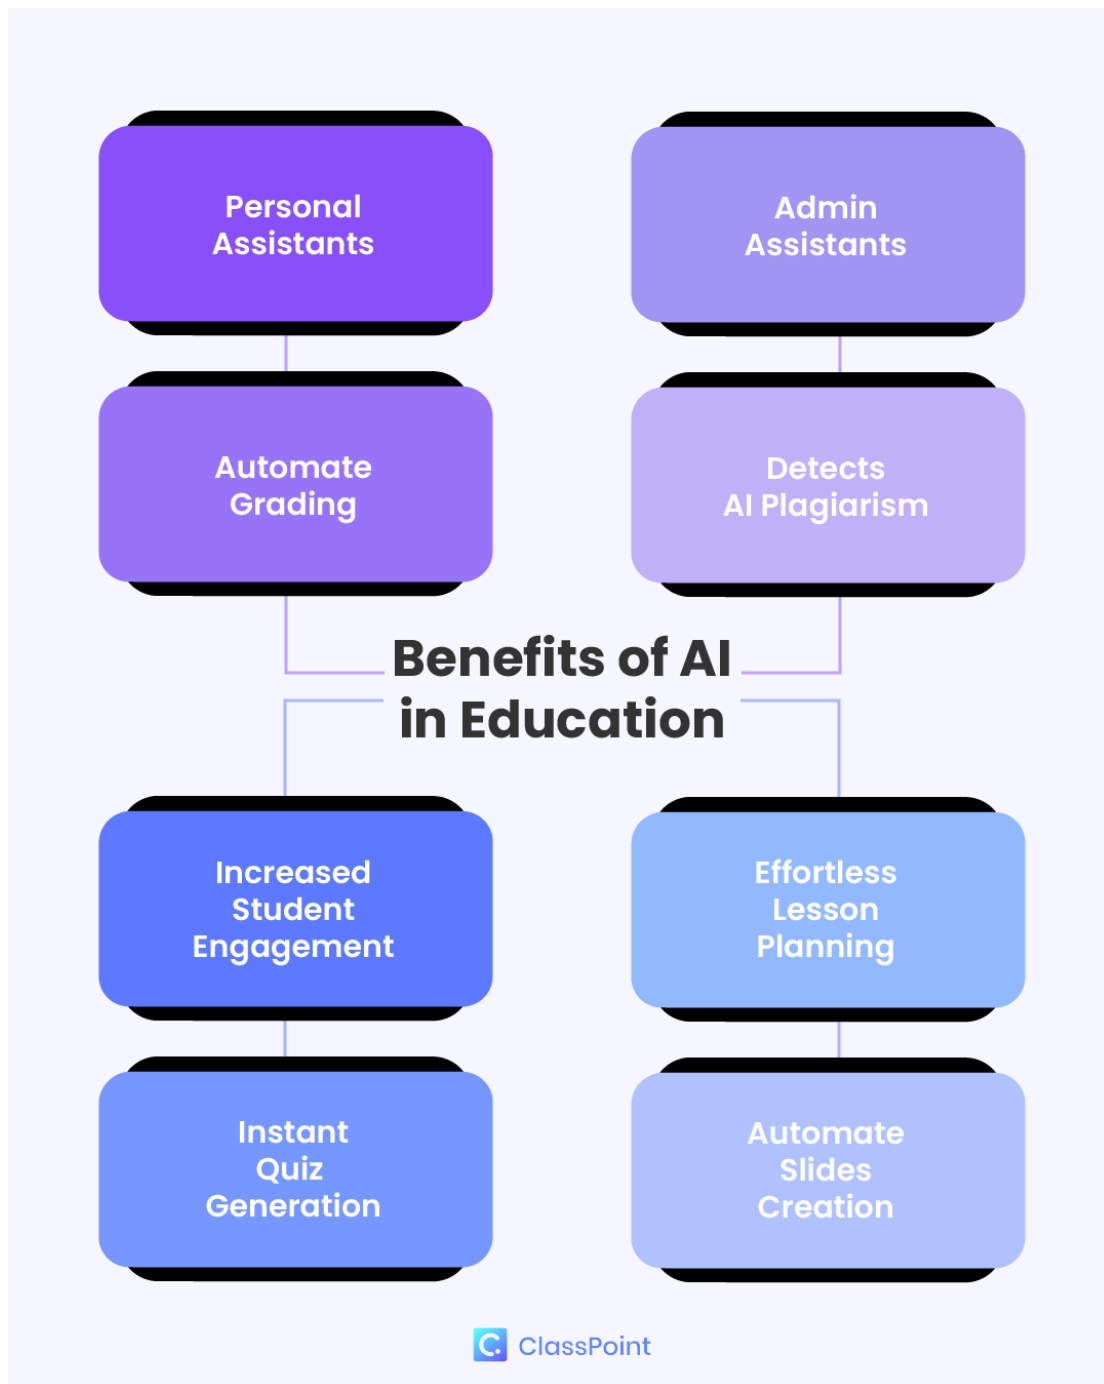 Personal
Assistants
Admin
Assistants
Automate
Grading
Detects
AI Plagiarism
Benefits of AI
in Education
Increased
Student
Engagement
Effortless
Lesson
Planning
Instant
Quiz
Generation
Automate
Slides
Creation
ClassPoint